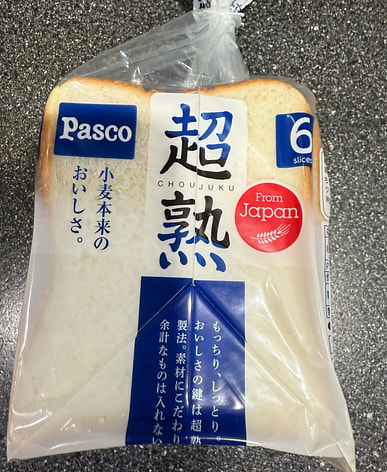 Pasco
超熟
CHOUJUKU
6
slices
From
Japan
小麦本来の
おいしさ。
もっちり、しっとり。
おいしさの鍵は超熟
製法。素材にこだわり
余計なものは入れない